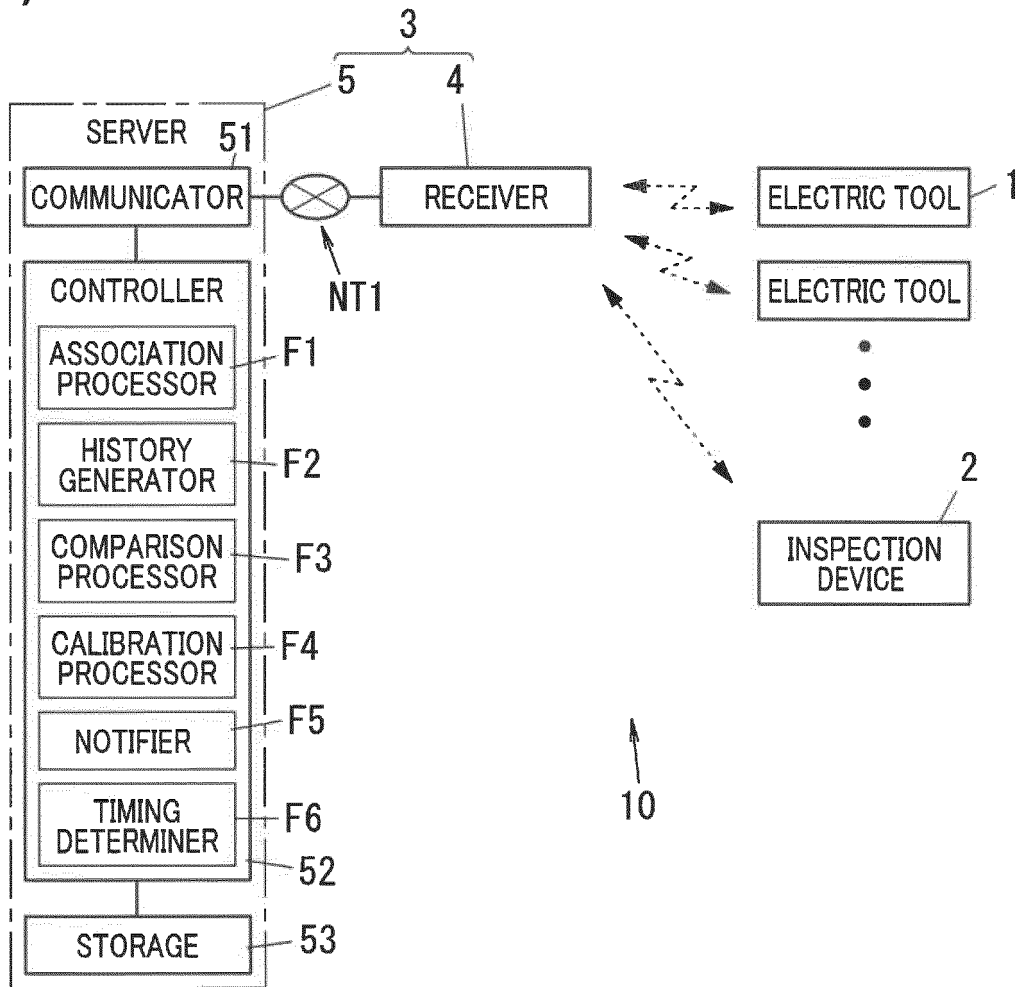 3
5
4
SERVER
51
COMMUNICATOR
RECEIVER
ELECTRIC TOOL
1
NT1
ELECTRIC TOOL
CONTROLLER
ASSOCIATION
PROCESSOR
F1
HISTORY
GENERATOR
F2
COMPARISON
PROCESSOR
F3
2
INSPECTION
DEVICE
CALIBRATION
PROCESSOR
F4
NOTIFIER
F5
TIMING
DETERMINER
F6
10
52
STORAGE
53